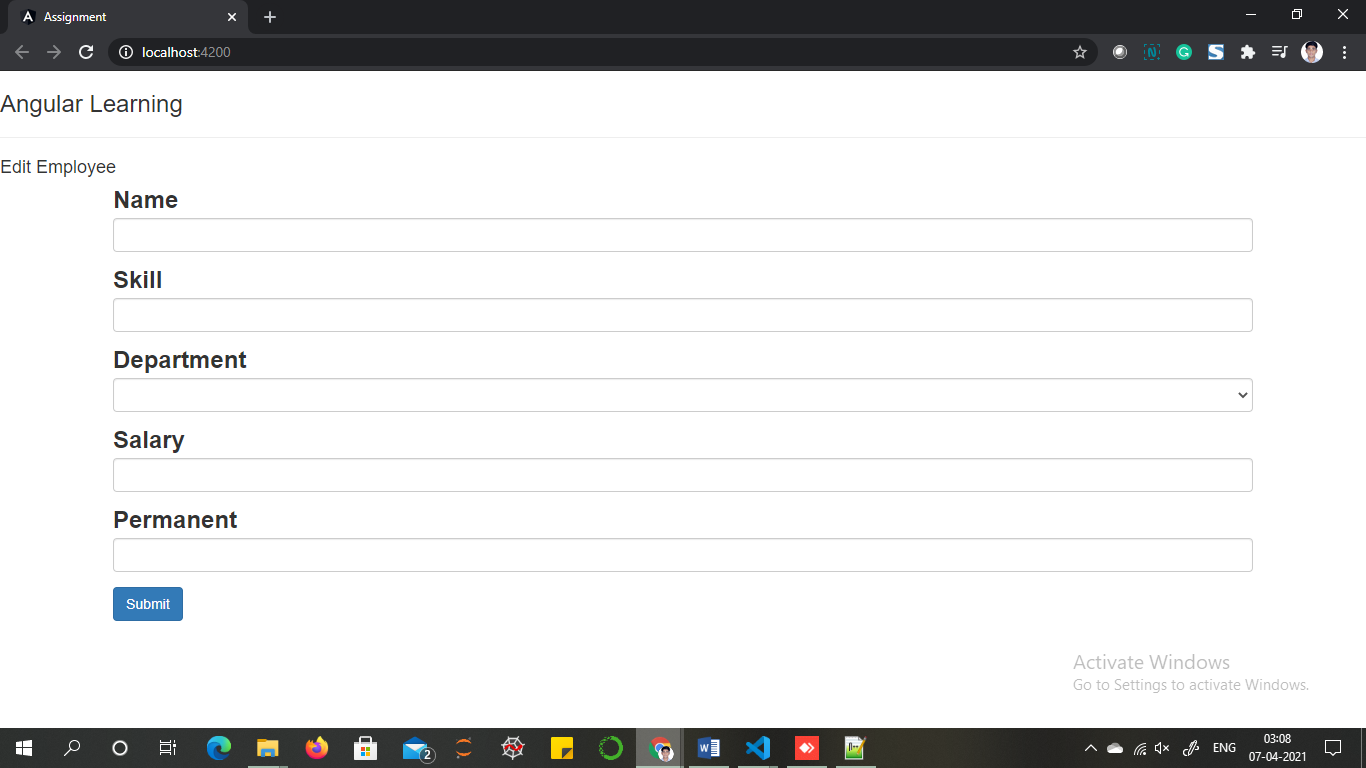 Assignment
localhost:4200
Angular Learning
Edit Employee
Name
Skill
Department
Salary
Permanent
Submit
Activate Windows
Go to Settings to activate Windows.
2
ENG
03:08
07-04-2021